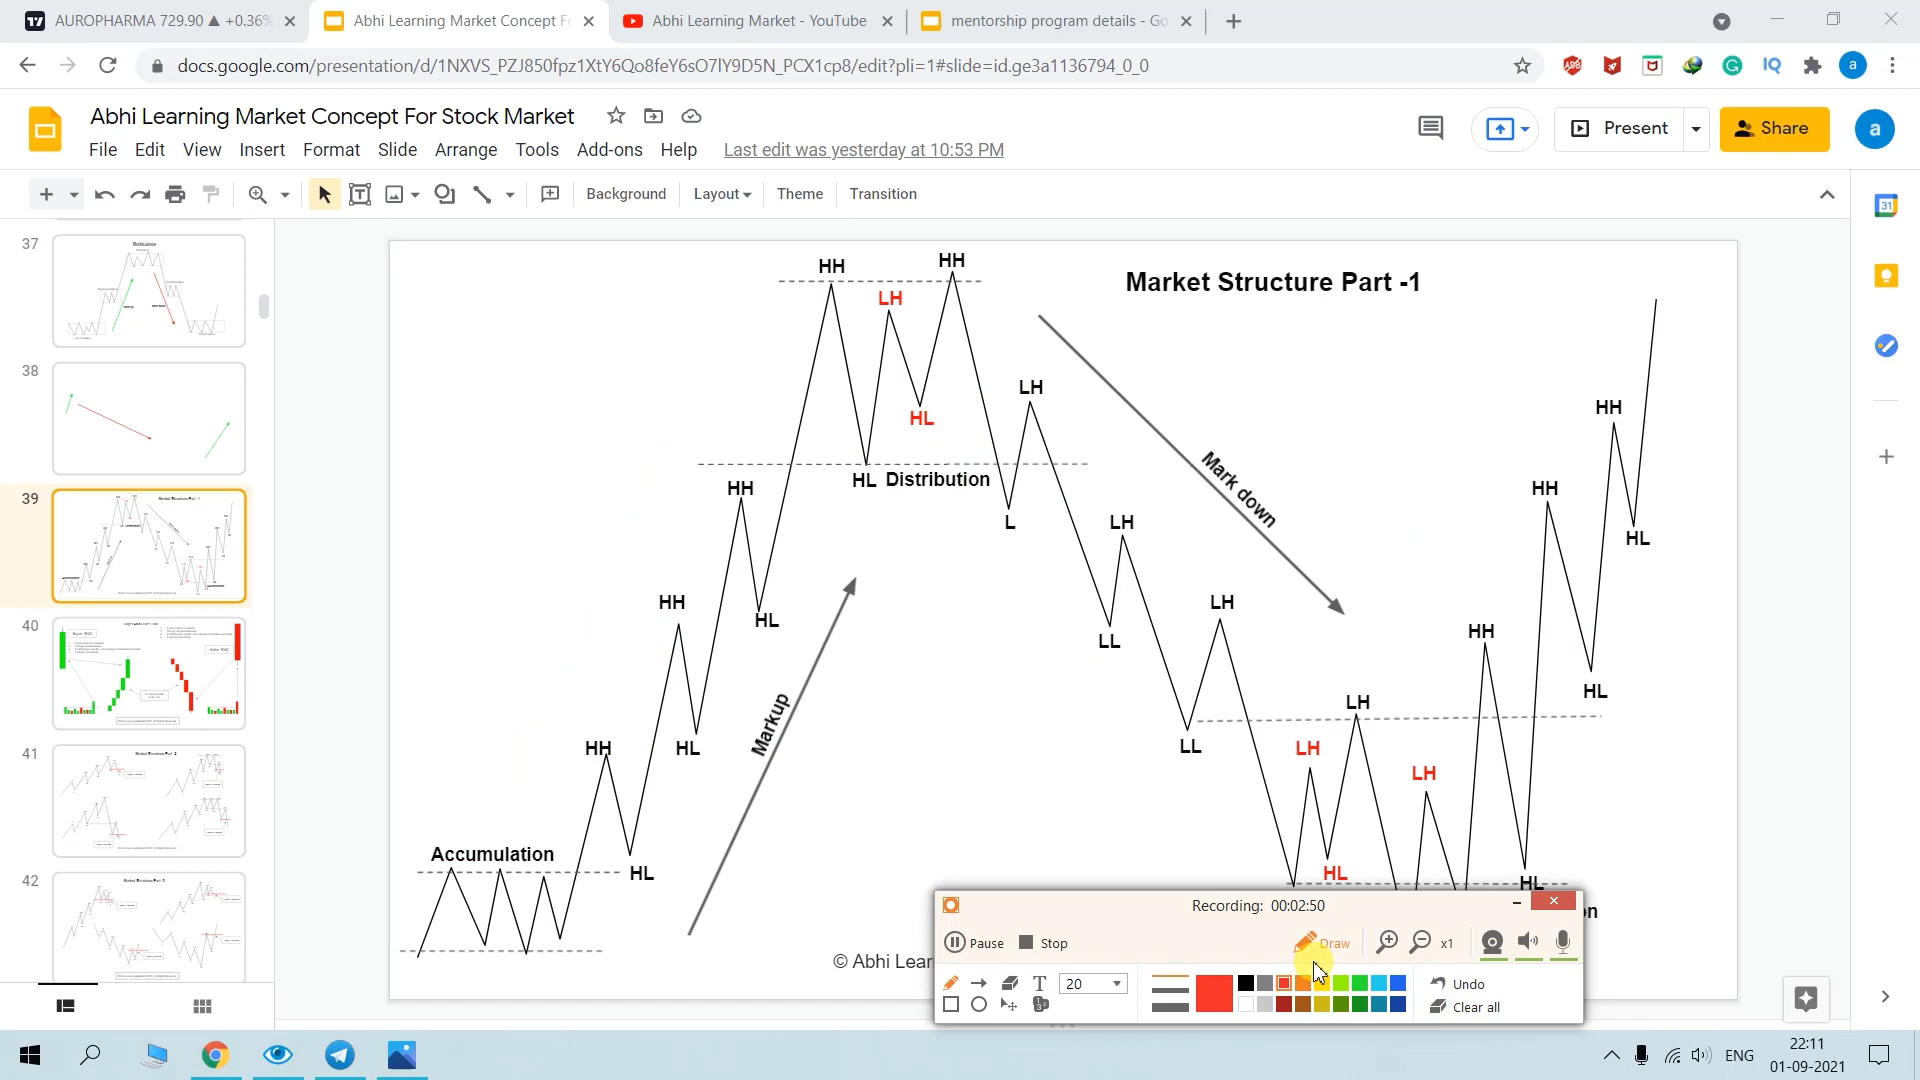 AUROPHARMA 729.90 ▲ +0.36%
Abhi Learning Market Concept Fo
Abhi Learning Market - YouTube
mentorship program details - Go
docs.google.com/presentation/d/1NXVS_PZJ850fpz1XtY6Qo8feY6sO7lY9D5N_PCX1cp8/edit?pli=1#slide=id.ge3a1136794_0_0
Abhi Learning Market Concept For Stock Market
File Edit View Insert Format Slide Arrange Tools Add-ons Help Last edit was yesterday at 10:53 PM
Present
Share
a
Background Layout Theme Transition
37
38
39
40
41
42
Market Structure Part -1
HH
HH
LH
HL
HL Distribution
LH
L
HH
HL
HH
HL
HH
HL
Accumulation
Markup
Mark down
LH
LL
LH
LL
LH
LH
HL
LH
HH
HL
HH
HL
HH
HL
on
© Abhi Lear
Recording: 00:02:50
Pause Stop Draw x1
T 20 Undo
Clear all
ENG
22:11
01-09-2021